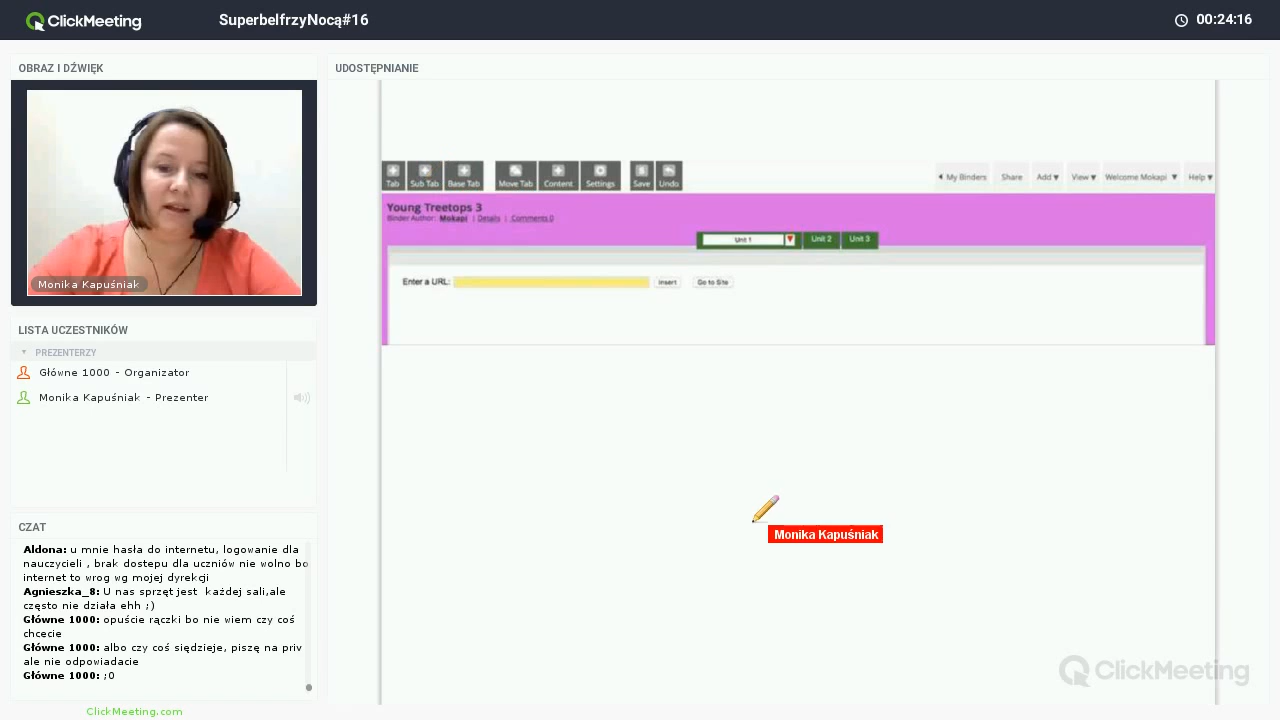 ClickMeeting
SuperbelfrzyNocą#16
00:24:16
OBRAZ I DŹWIĘK
Monika Kapuśniak
LISTA UCZESTNIKÓW
PREZENTERZY
Główne 1000 - Organizator
Monika Kapuśniak - Prezenter
CZAT
Aldona: u mnie hasła do internetu, logowanie dla
nauczycieli , brak dostepu dla uczniów nie wolno bo
internet to wrog wg mojej dyrekcji
Agnieszka_8: U nas sprzęt jest każdej sali,ale
często nie działa ehh ;)
Główne 1000: opuście rączki bo nie wiem czy coś
chcecie
Główne 1000: albo czy coś siędzieje, piszę na priv
ale nie odpowiadacie
Główne 1000: ;0
ClickMeeting.com
UDOSTĘPNIANIE
Tab Sub Tab Base Tab Move Tab Content Settings Save Undo
My Binders Share Add View Welcome Mokapi Help
Young Treetops 3
Binder Author: Mokapi | Details | Comments 0
Unit 1 Unit 2 Unit 3
Enter a URL: Insert Go to Site
Monika Kapuśniak
ClickMeeting